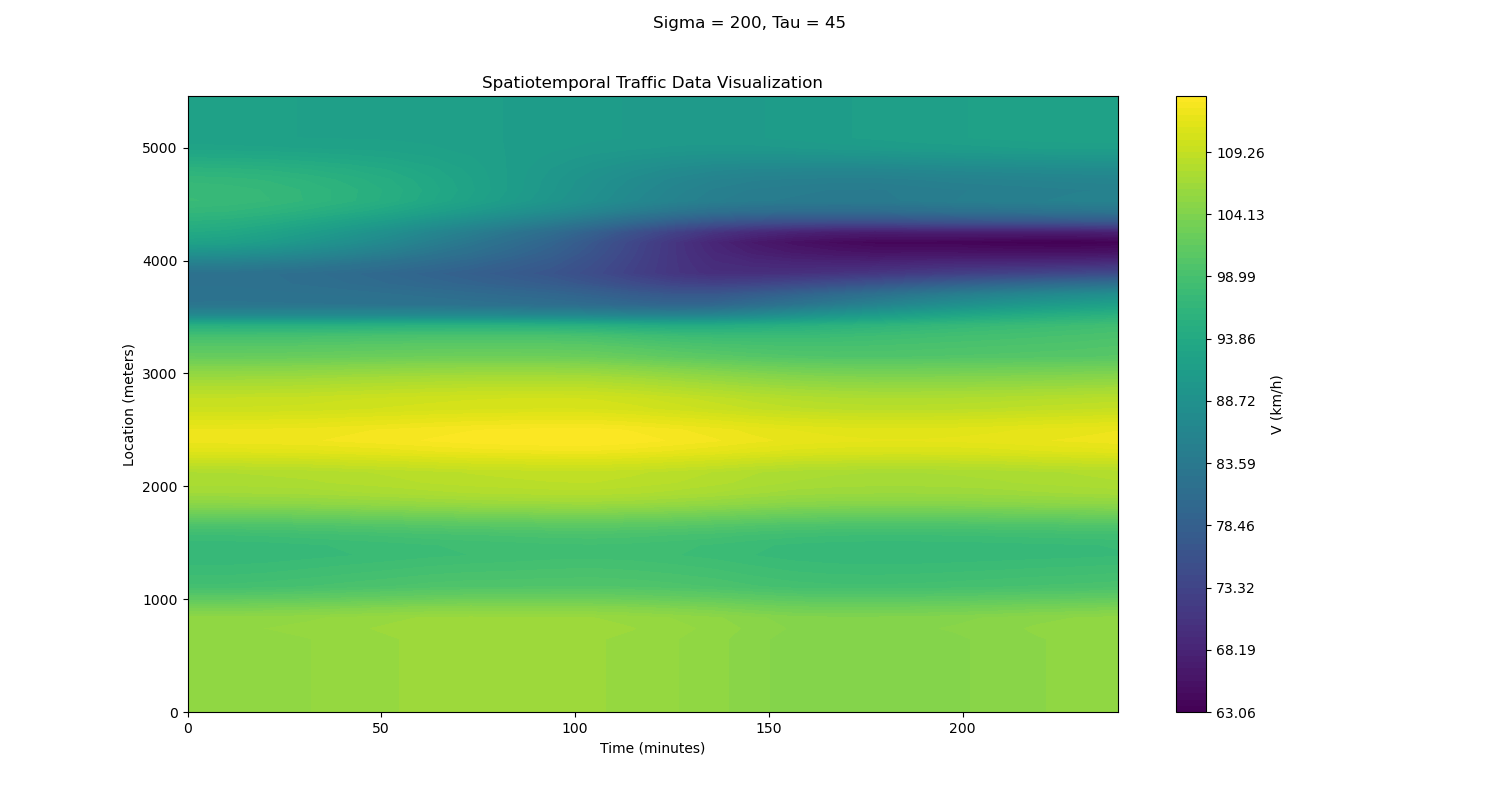 Sigma = 200, Tau = 45
Spatiotemporal Traffic Data Visualization
Location (meters)
5000
4000
3000
2000
1000
0
0 50 100 150 200
Time (minutes)
109.26
104.13
98.99
93.86
88.72
83.59
78.46
73.32
68.19
63.06
V (km/h)